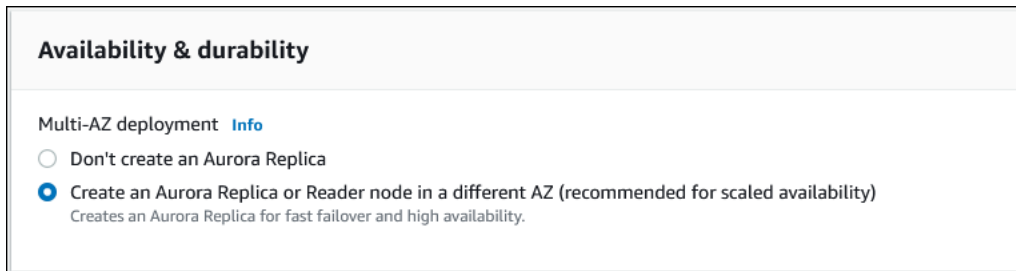 Availability & durability
Multi-AZ deployment Info
Don't create an Aurora Replica
Create an Aurora Replica or Reader node in a different AZ (recommended for scaled availability)
Creates an Aurora Replica for fast failover and high availability.